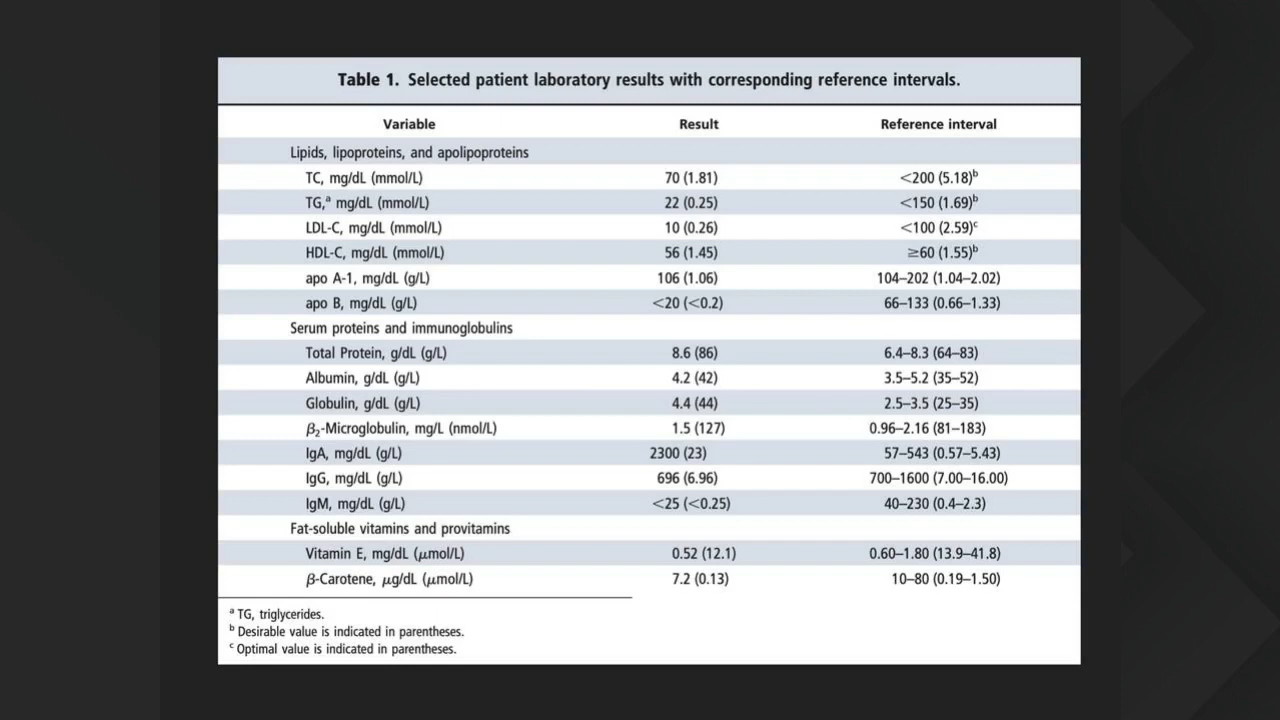 Table 1. Selected patient laboratory results with corresponding reference intervals.
Variable Result Reference interval
Lipids, lipoproteins, and apolipoproteins
TC, mg/dL (mmol/L) 70 (1.81) <200 (5.18)ᵇ
TG,ᵃ mg/dL (mmol/L) 22 (0.25) <150 (1.69)ᵇ
LDL-C, mg/dL (mmol/L) 10 (0.26) <100 (2.59)ᶜ
HDL-C, mg/dL (mmol/L) 56 (1.45) ≥60 (1.55)ᵇ
apo A-1, mg/dL (g/L) 106 (1.06) 104–202 (1.04–2.02)
apo B, mg/dL (g/L) <20 (<0.2) 66–133 (0.66–1.33)
Serum proteins and immunoglobulins
Total Protein, g/dL (g/L) 8.6 (86) 6.4–8.3 (64–83)
Albumin, g/dL (g/L) 4.2 (42) 3.5–5.2 (35–52)
Globulin, g/dL (g/L) 4.4 (44) 2.5–3.5 (25–35)
β₂-Microglobulin, mg/L (nmol/L) 1.5 (127) 0.96–2.16 (81–183)
IgA, mg/dL (g/L) 2300 (23) 57–543 (0.57–5.43)
IgG, mg/dL (g/L) 696 (6.96) 700–1600 (7.00–16.00)
IgM, mg/dL (g/L) <25 (<0.25) 40–230 (0.4–2.3)
Fat-soluble vitamins and provitamins
Vitamin E, mg/dL (μmol/L) 0.52 (12.1) 0.60–1.80 (13.9–41.8)
β-Carotene, μg/dL (μmol/L) 7.2 (0.13) 10–80 (0.19–1.50)
ᵃ TG, triglycerides.
ᵇ Desirable value is indicated in parentheses.
ᶜ Optimal value is indicated in parentheses.